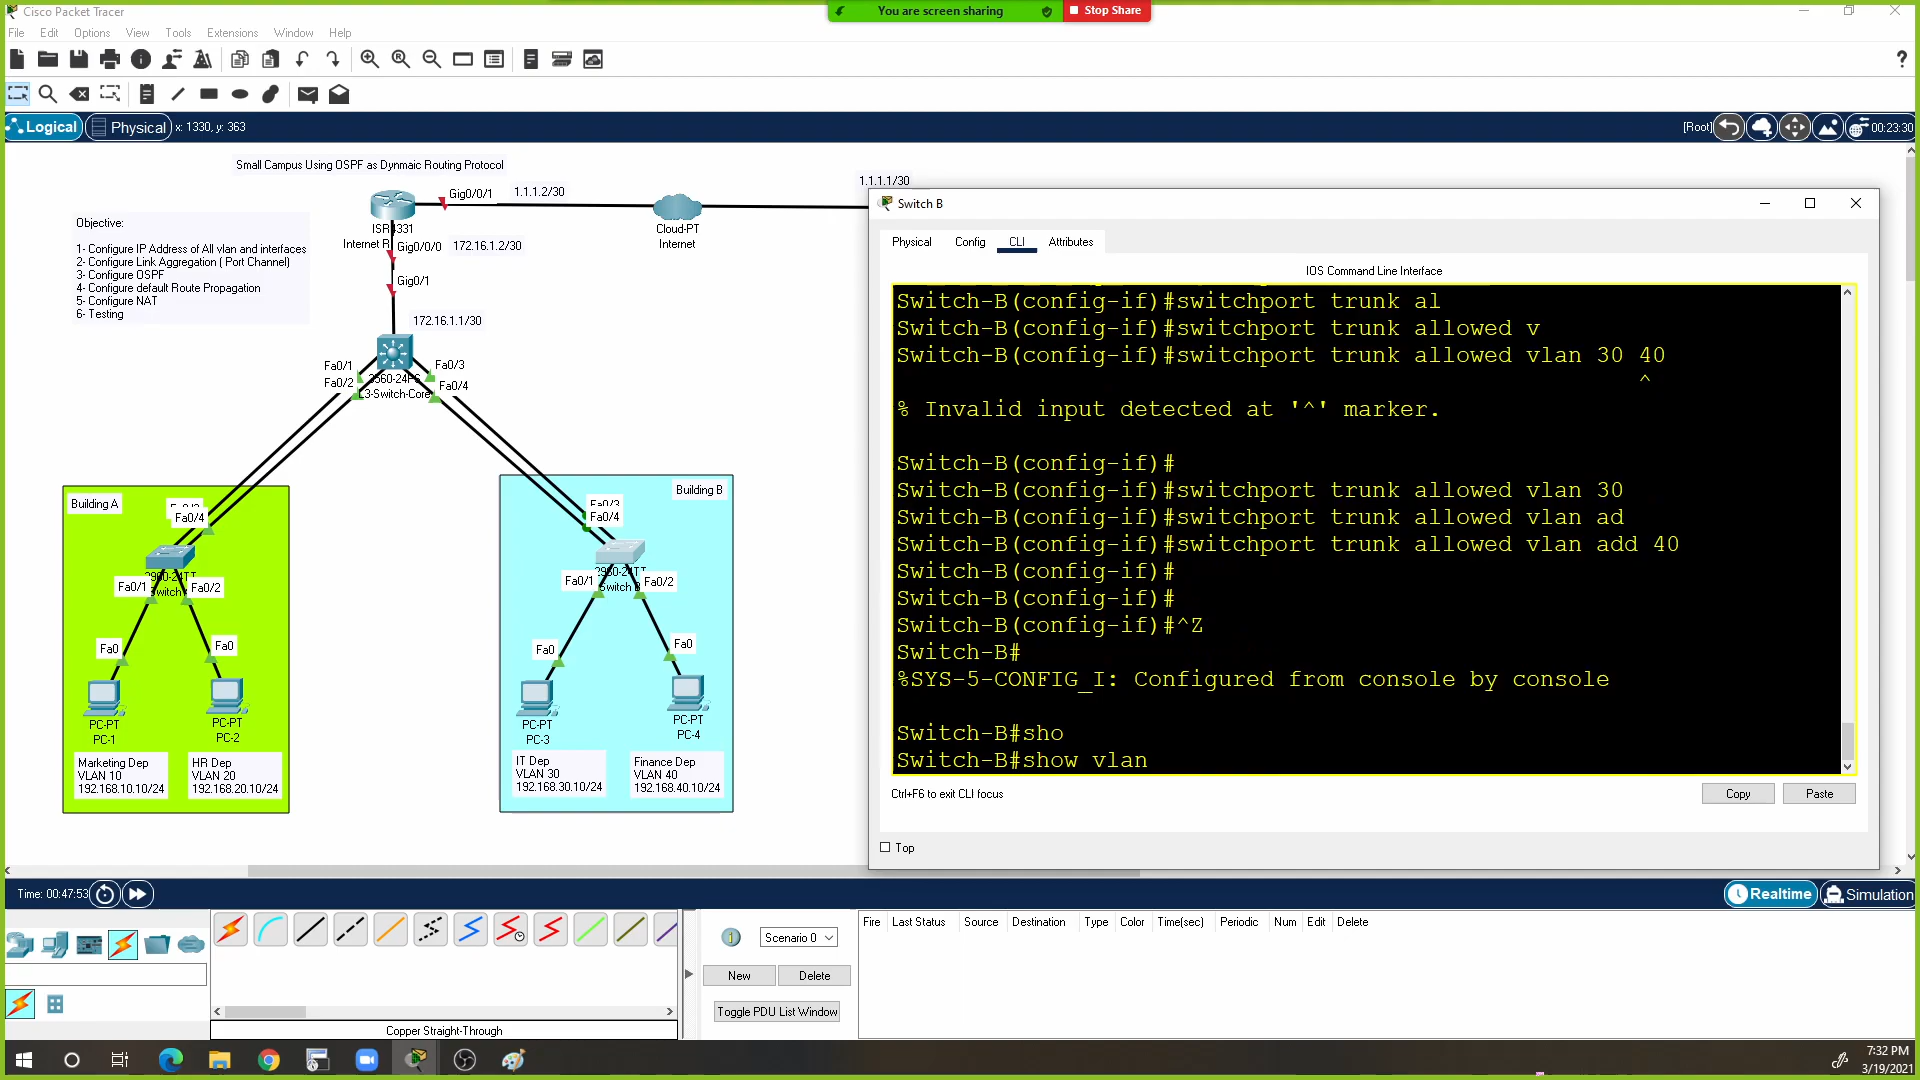 Cisco Packet Tracer
You are screen sharing
Stop Share
File Edit Options View Tools Extensions Window Help
?
Logical
Physical
x: 1330, y: 363
[Root]
00:23:30
Small Campus Using OSPF as Dynmaic Routing Protocol
Objective:
1- Configure IP Address of All vlan and interfaces
2- Configure Link Aggregation ( Port Channel)
3- Configure OSPF
4- Configure default Route Propagation
5- Configure NAT
6- Testing
Gig0/0/1
1.1.1.2/30
1.1.1.1/30
ISR4331
Internet R
Gig0/0/0
172.16.1.2/30
Cloud-PT
Internet
Gig0/1
172.16.1.1/30
Fa0/1
Fa0/2
Fa0/3
Fa0/4
3560-24PS
L3-Switch-Core
Building A
Fa0/4
Fa0/1
Fa0/2
Fa0
Fa0
PC-PT
PC-1
PC-PT
PC-2
Marketing Dep
VLAN 10
192.168.10.10/24
HR Dep
VLAN 20
192.168.20.10/24
Building B
Fa0/3
Fa0/4
2960-24TT
Switch B
Fa0/1
Fa0/2
Fa0
Fa0
PC-PT
PC-3
PC-PT
PC-4
IT Dep
VLAN 30
192.168.30.10/24
Finance Dep
VLAN 40
192.168.40.10/24
Switch B
Physical Config CLI Attributes
IOS Command Line Interface
Switch-B(config-if)#switchport trunk al
Switch-B(config-if)#switchport trunk allowed v
Switch-B(config-if)#switchport trunk allowed vlan 30 40
^
% Invalid input detected at '^' marker.
Switch-B(config-if)#
Switch-B(config-if)#switchport trunk allowed vlan 30
Switch-B(config-if)#switchport trunk allowed vlan ad
Switch-B(config-if)#switchport trunk allowed vlan add 40
Switch-B(config-if)#
Switch-B(config-if)#
Switch-B(config-if)#^Z
Switch-B#
%SYS-5-CONFIG_I: Configured from console by console
Switch-B#sho
Switch-B#show vlan
Ctrl+F6 to exit CLI focus
Copy
Paste
Top
Time: 00:47:53
Realtime
Simulation
Scenario 0
New
Delete
Toggle PDU List Window
Fire Last Status Source Destination Type Color Time(sec) Periodic Num Edit Delete
Copper Straight-Through
7:32 PM
3/19/2021